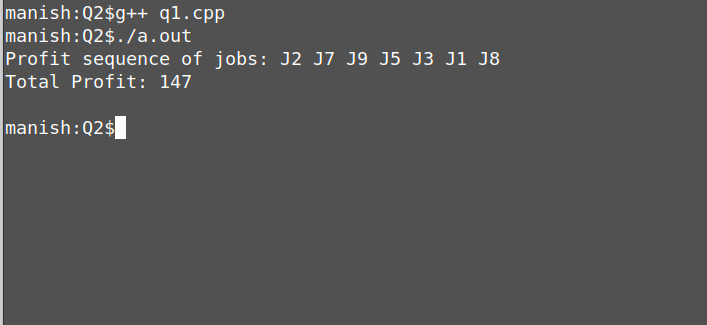 manish:Q2$g++ q1.cpp
manish:Q2$./a.out
Profit sequence of jobs: J2 J7 J9 J5 J3 J1 J8
Total Profit: 147
manish:Q2$